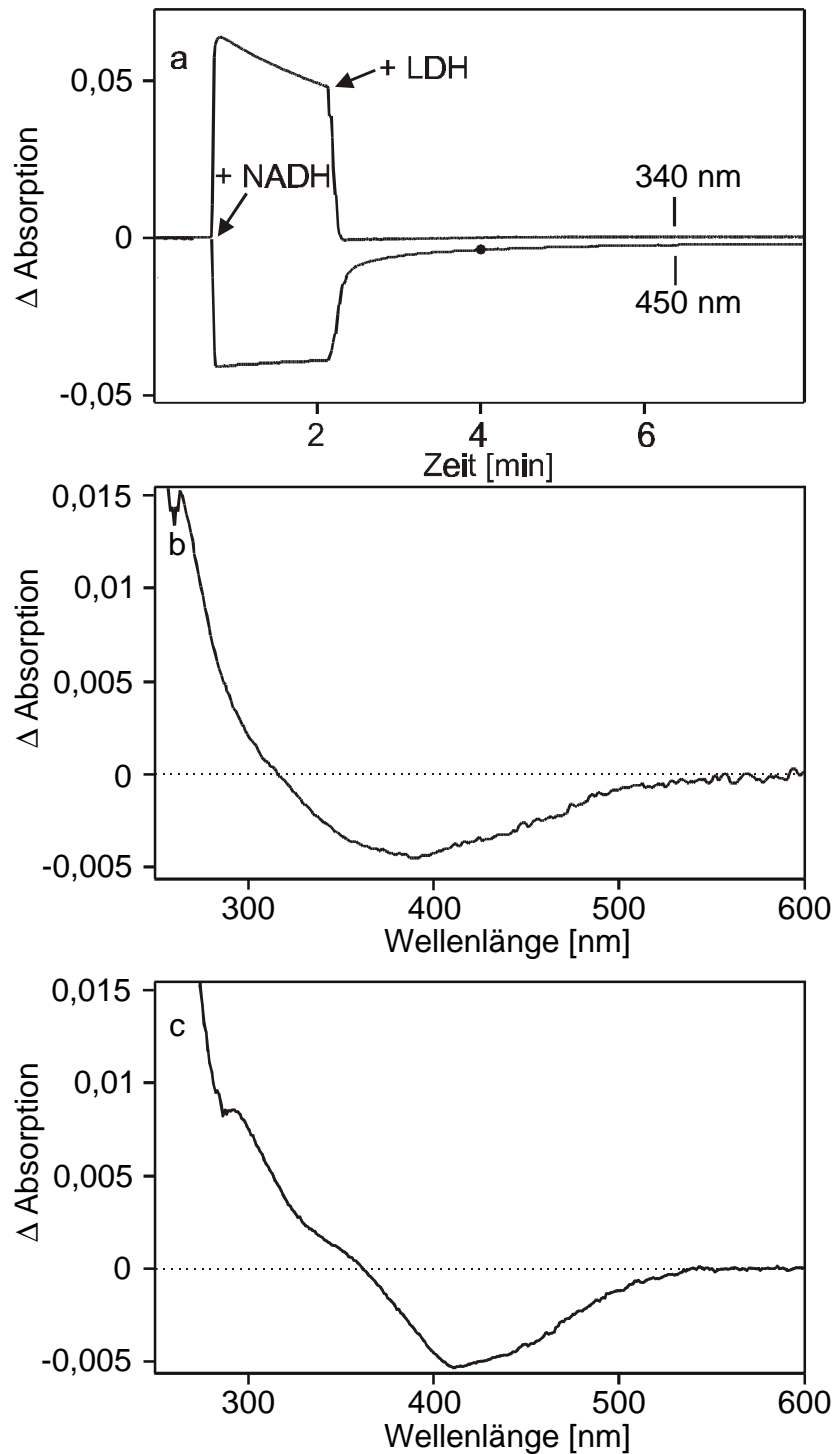 a
+ LDH
0,05
+ NADH
340 nm
0
450 nm
-0,05
2
4
6
Δ Absorption
Zeit [min]
0,015
b
0,01
0,005
0
-0,005
300
400
500
600
Δ Absorption
Wellenlänge [nm]
0,015
c
0,01
0,005
0
-0,005
300
400
500
600
Δ Absorption
Wellenlänge [nm]